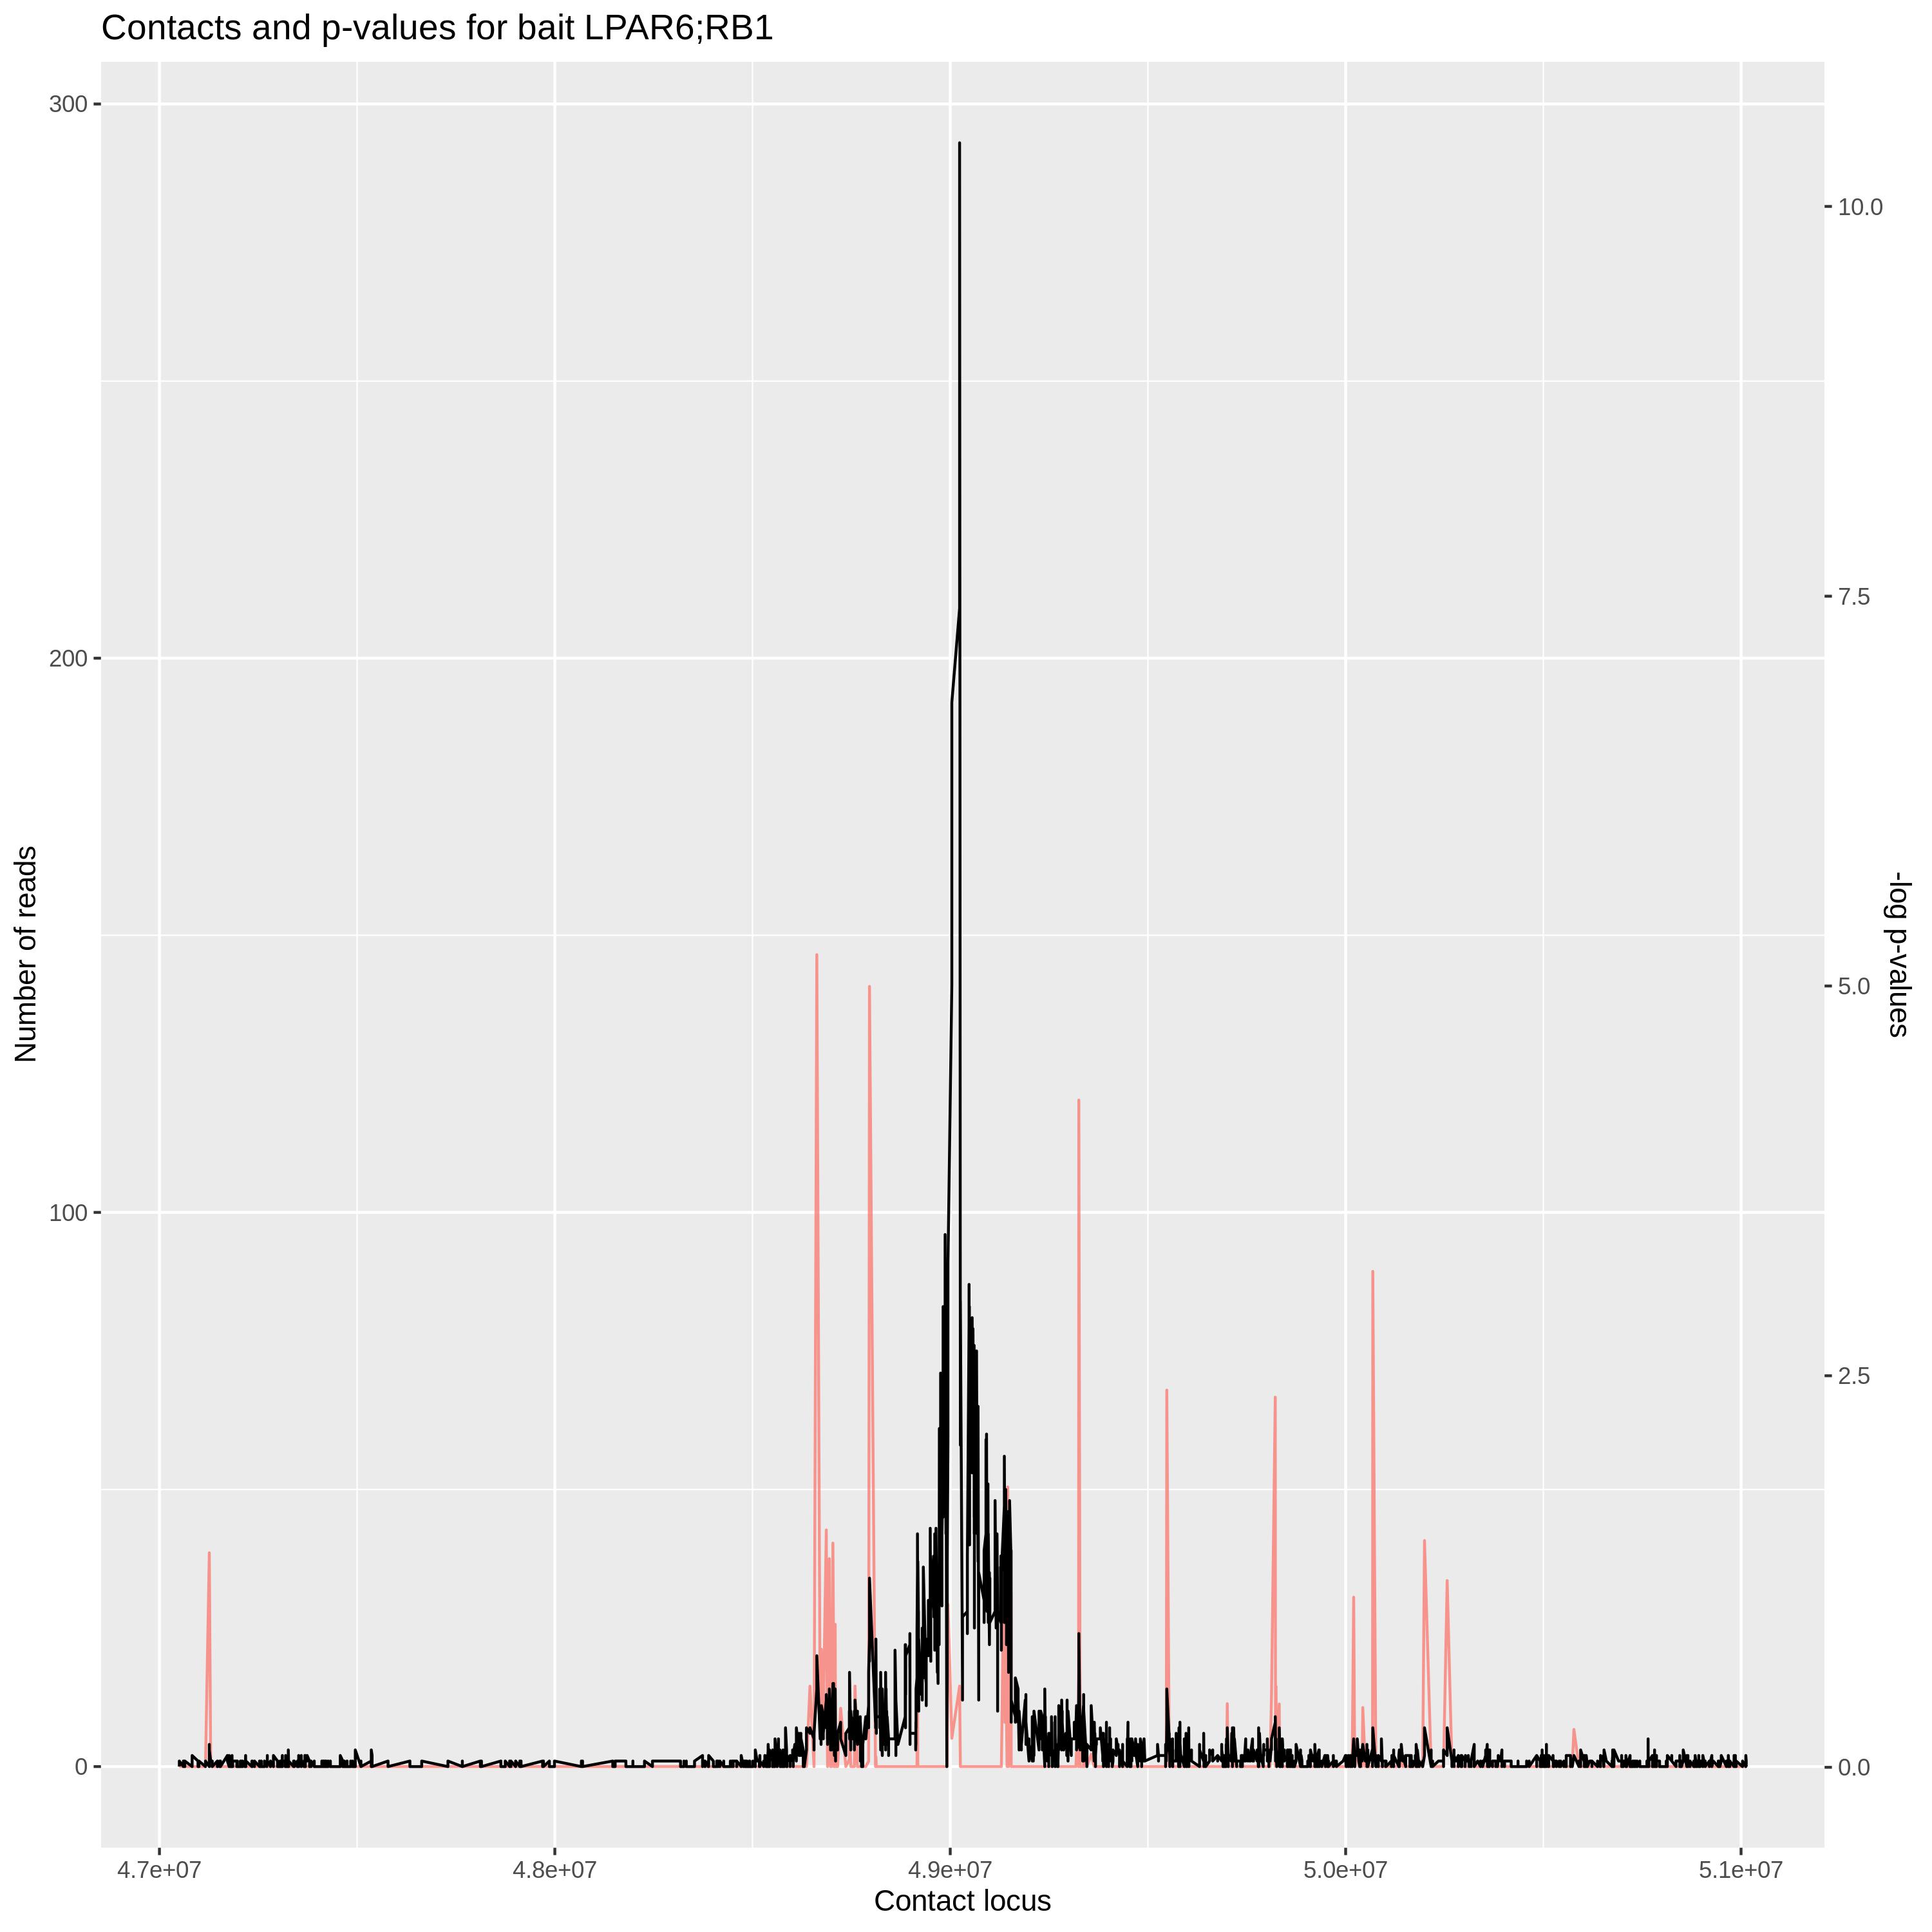 Contacts and p-values for bait LPAR6;RB1
300
200
100
0
Number of reads
10.0
7.5
5.0
2.5
0.0
-log p-values
4.7e+07
4.8e+07
4.9e+07
5.0e+07
5.1e+07
Contact locus